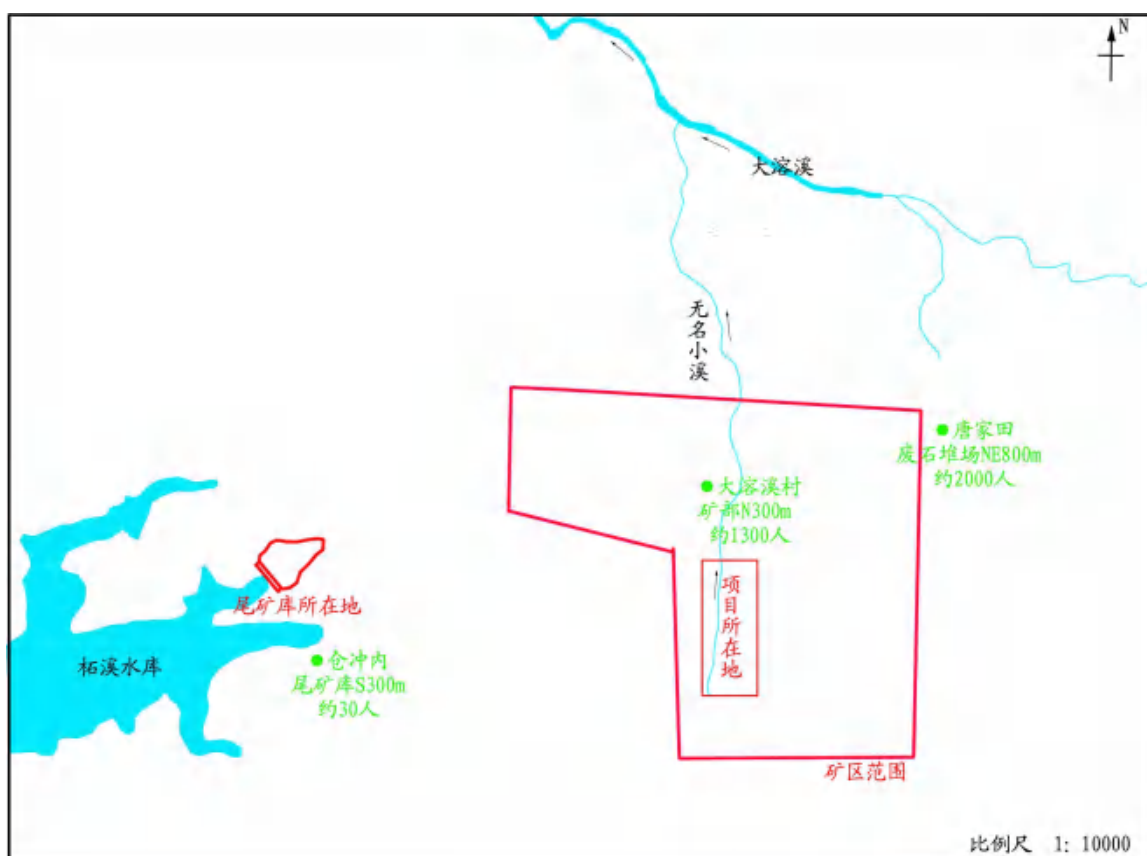 N
大溶溪
无名小溪
唐家田
废石堆场NE800m
约2000人
大溶溪村
矿部N300m
约1300人
项目所在地
尾矿库所在地
柘溪水库
仓冲内
尾矿库S300m
约30人
矿区范围
比例尺 1: 10000